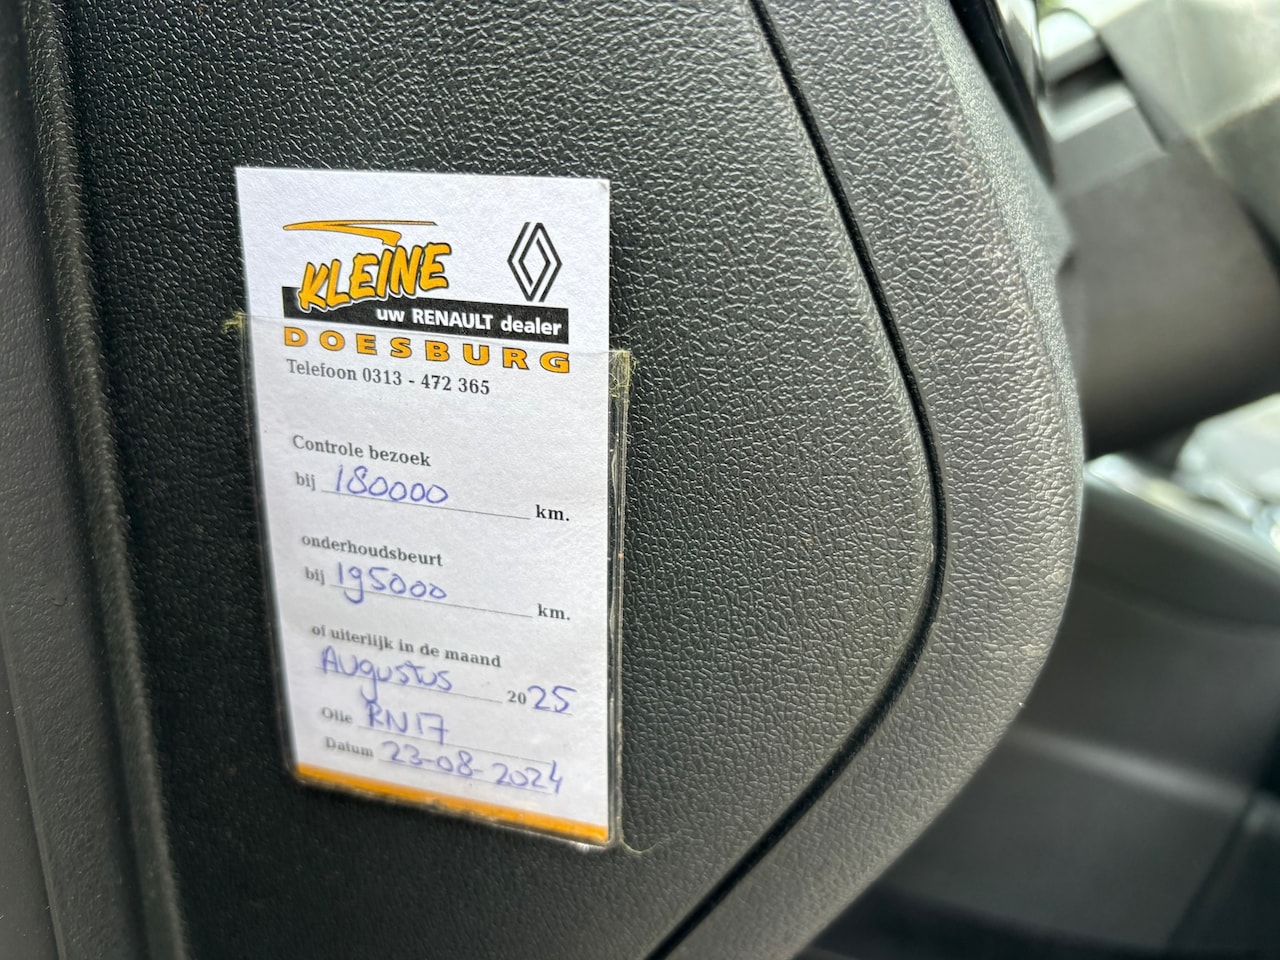 KLEINE
uw RENAULT dealer
DOESBURG
Telefoon 0313 - 472 365
Controle bezoek
bij 180000 km.
onderhoudsbeurt
bij 195000 km.
of uiterlijk in de maand
Augustus 2025
Olie RN17
Datum 23-08-2024